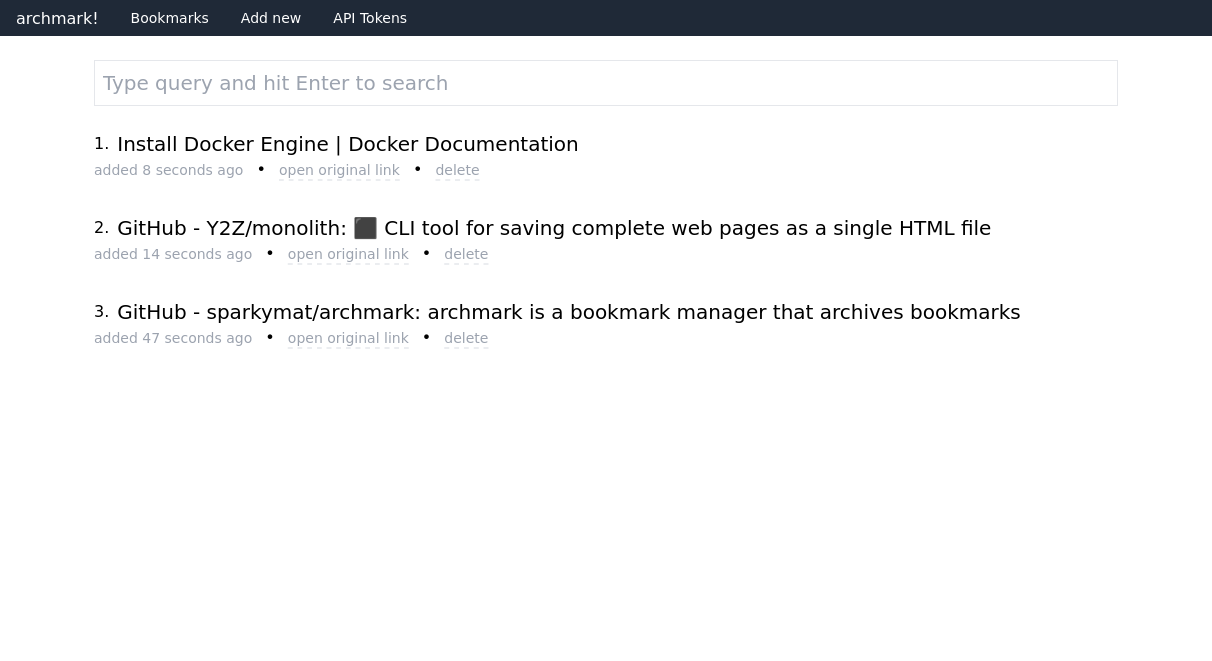 archmark! Bookmarks Add new API Tokens
Type query and hit Enter to search
1. Install Docker Engine | Docker Documentation
added 8 seconds ago • open original link • delete
2. GitHub - Y2Z/monolith: ⬛ CLI tool for saving complete web pages as a single HTML file
added 14 seconds ago • open original link • delete
3. GitHub - sparkymat/archmark: archmark is a bookmark manager that archives bookmarks
added 47 seconds ago • open original link • delete